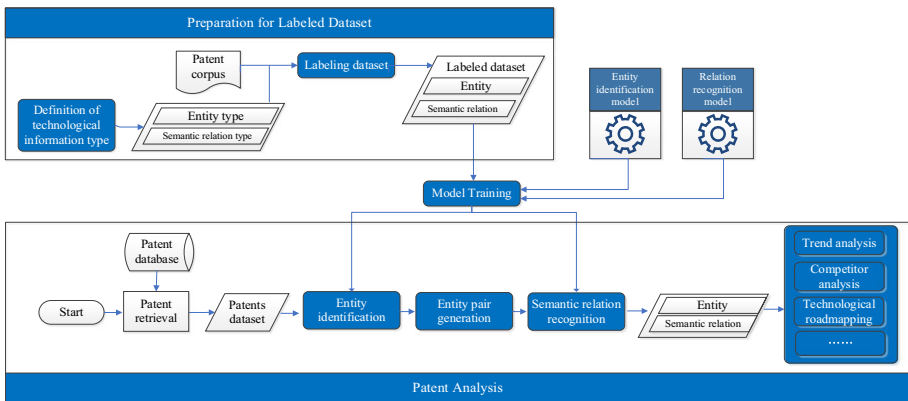 Preparation for Labeled Dataset
Patent
corpus
Labeling dataset
Labeled dataset
Entity
Semantic relation
Definition of
technological
information type
Entity type
Semantic relation type
Entity
identification
model
Relation
recognition
model
Model Training
Patent
database
Start
Patent
retrieval
Patents
dataset
Entity
identification
Entity pair
generation
Semantic relation
recognition
Entity
Semantic relation
Trend analysis
Competitor
analysis
Technological
roadmapping
……
Patent Analysis